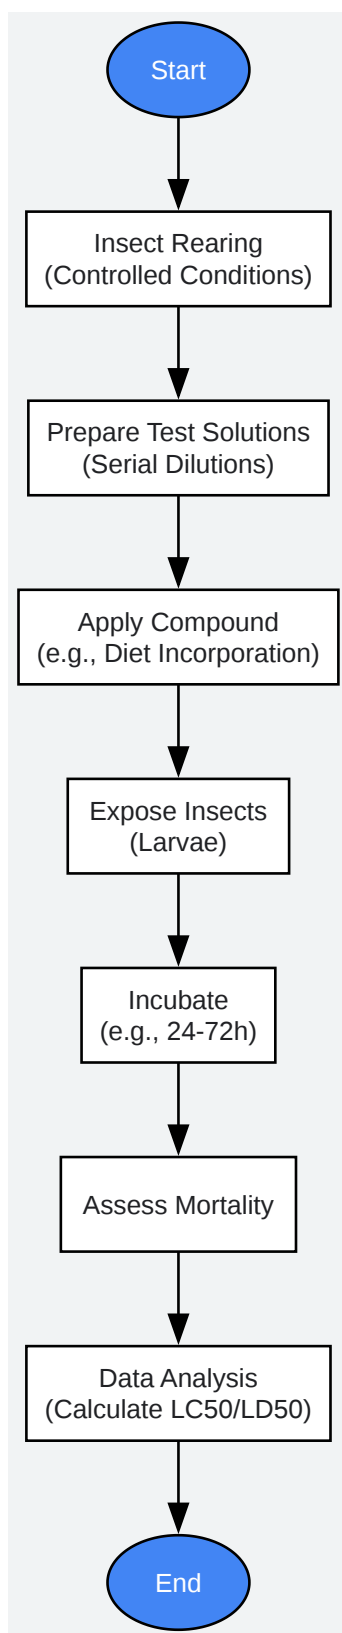 Start
Insect Rearing
(Controlled Conditions)
Prepare Test Solutions
(Serial Dilutions)
Apply Compound
(e.g., Diet Incorporation)
Expose Insects
(Larvae)
Incubate
(e.g., 24-72h)
Assess Mortality
Data Analysis
(Calculate LC50/LD50)
End